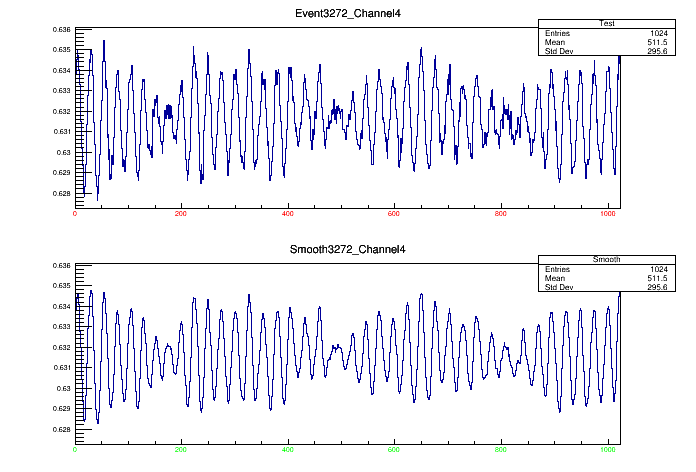 Event3272_Channel4
Test
Entries 1024
Mean 511.5
Std Dev 295.6
0.636
0.635
0.634
0.633
0.632
0.631
0.63
0.629
0.628
0 200 400 600 800 1000
Smooth3272_Channel4
Smooth
Entries 1024
Mean 511.5
Std Dev 295.6
0.636
0.635
0.634
0.633
0.632
0.631
0.63
0.629
0.628
0 200 400 600 800 1000